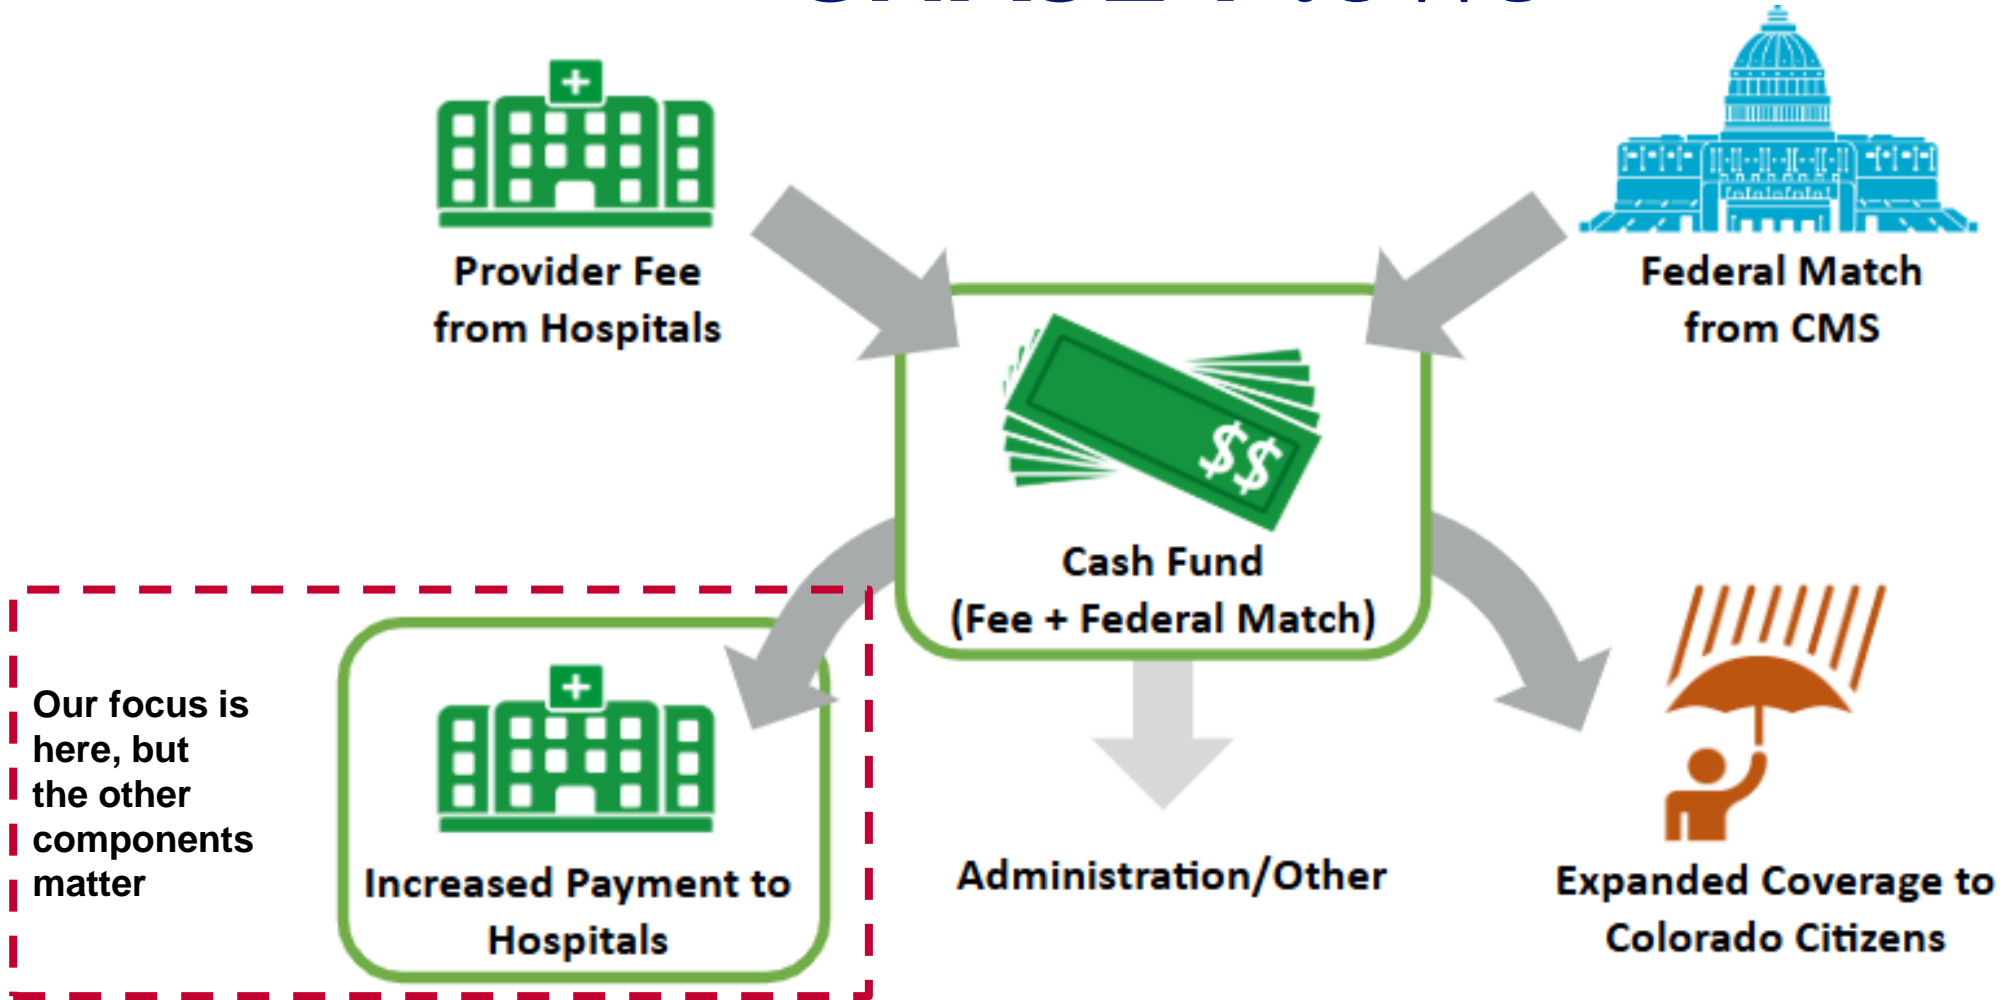 Provider Fee
from Hospitals
Federal Match
from CMS
$$
Cash Fund
(Fee + Federal Match)
Our focus is
here, but
the other
components
matter
Increased Payment to
Hospitals
Administration/Other
Expanded Coverage to
Colorado Citizens